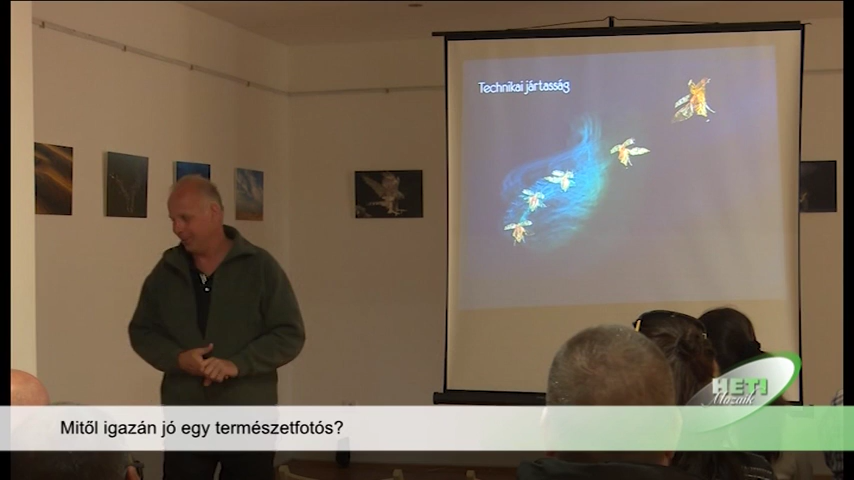 Technikai jártasság
HETI
Mozaik
Mitől igazán jó egy természetfotós?